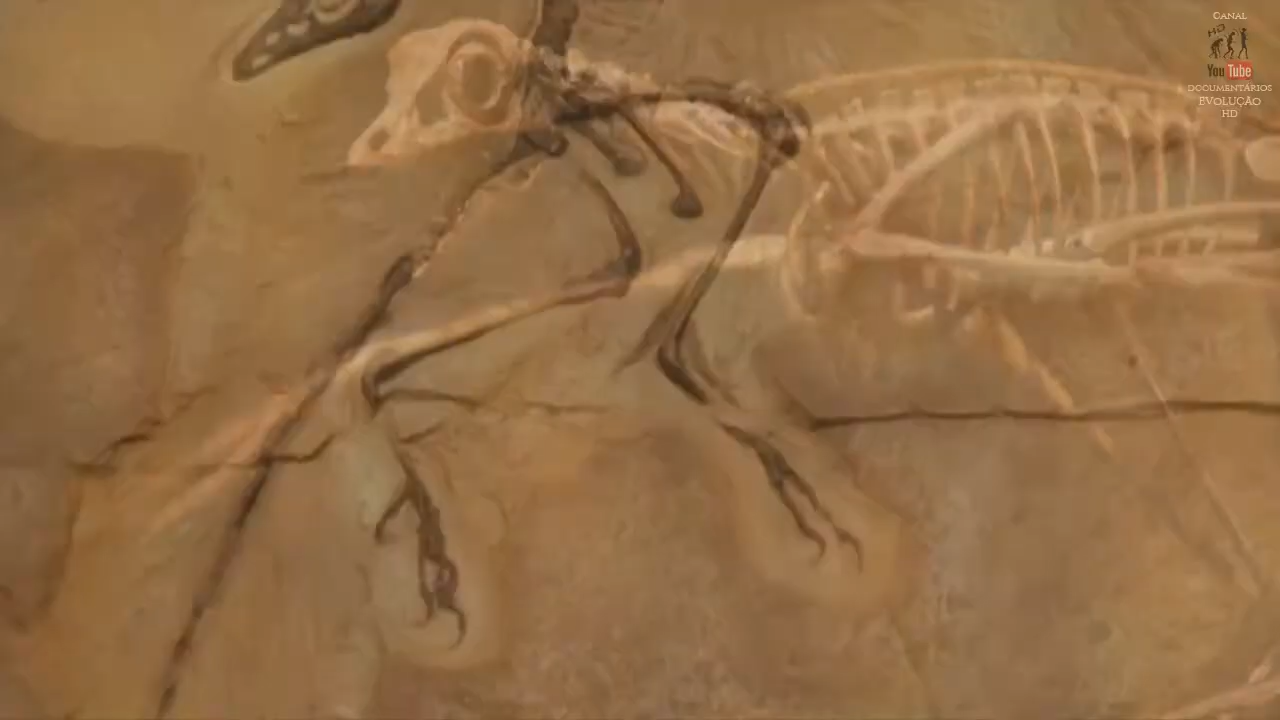 Canal
HD
YouTube
Documentários
Evolução
HD